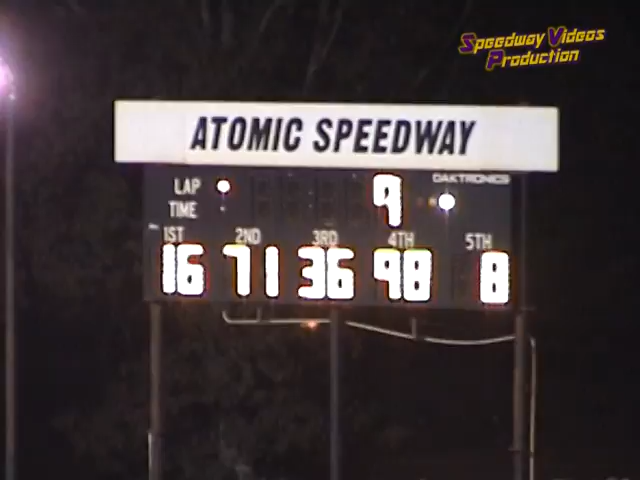 Speedway Videos
Production
ATOMIC SPEEDWAY
LAP 9 DAKTRONICS
TIME
1ST 2ND 3RD 4TH 5TH
16 71 36 98 8